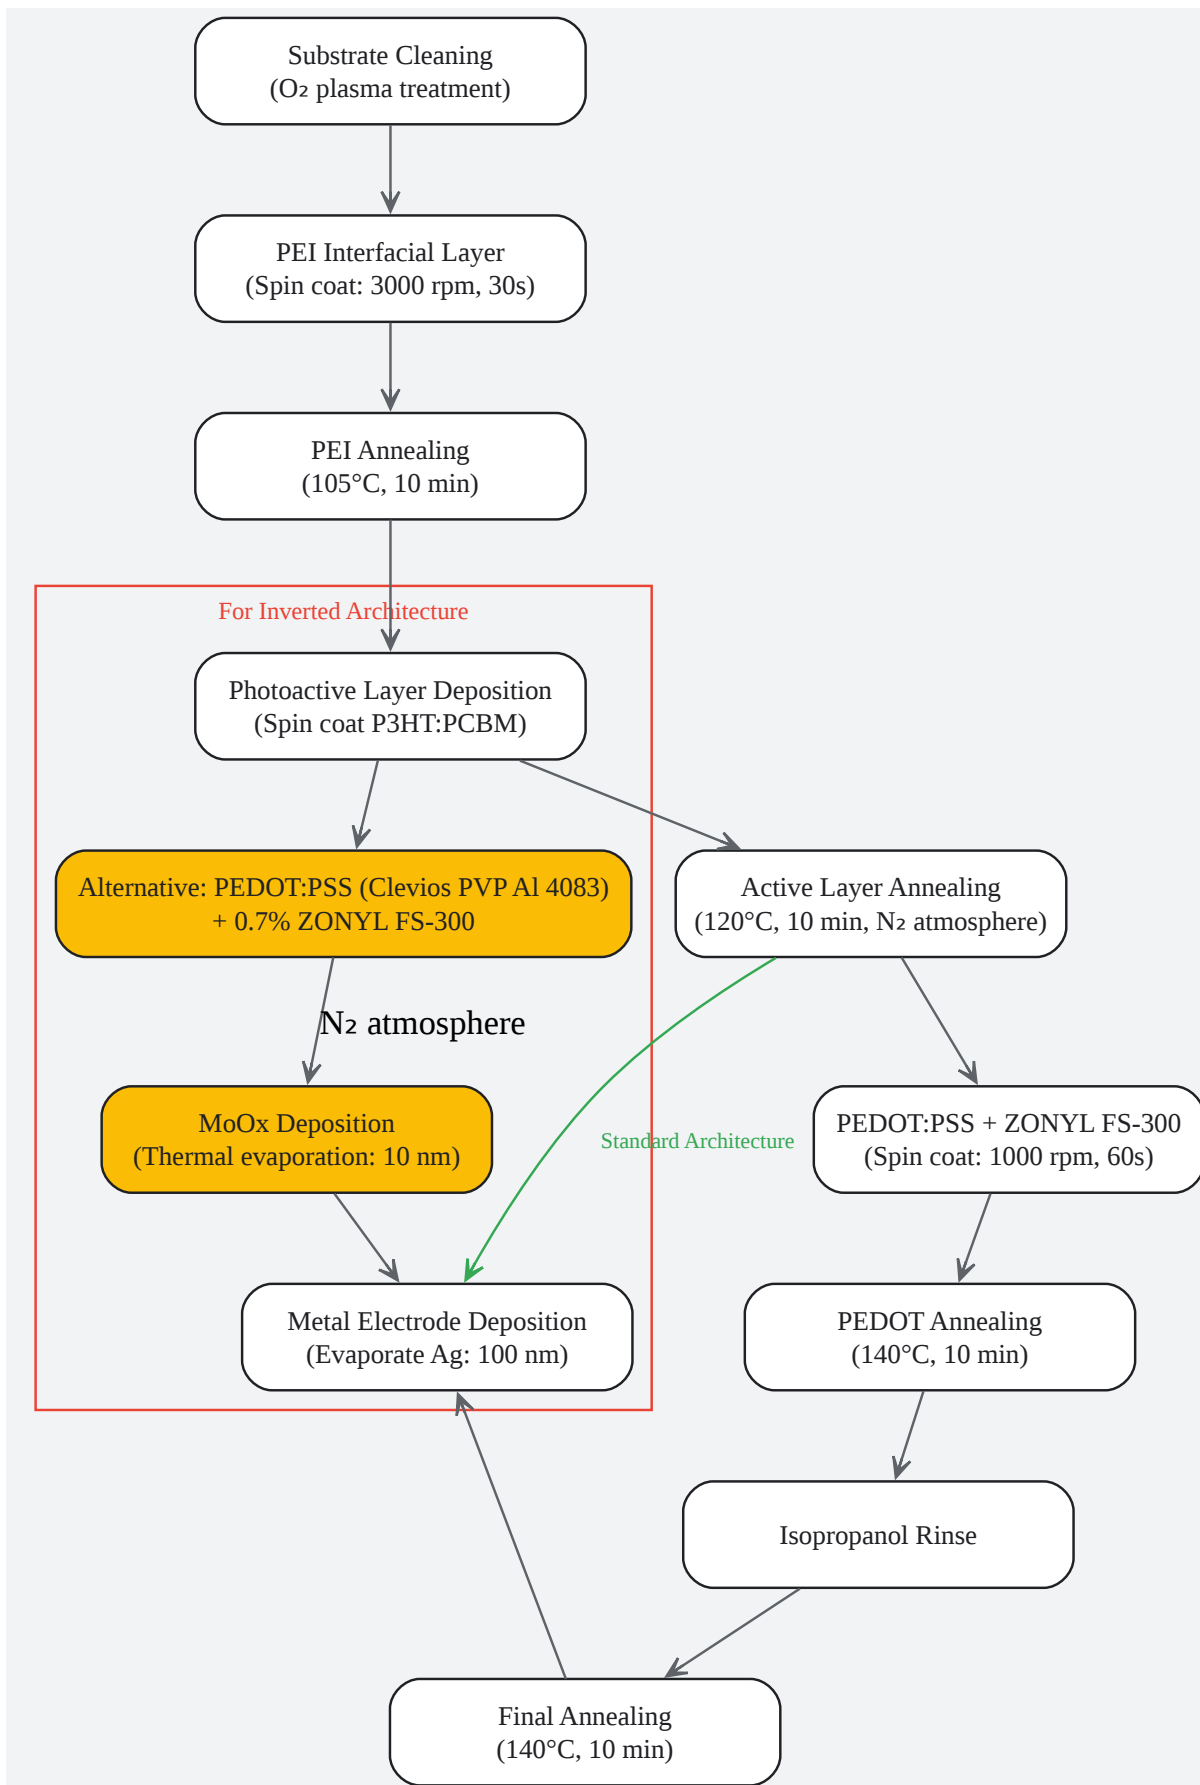 Substrate Cleaning
(O₂ plasma treatment)
PEI Interfacial Layer
(Spin coat: 3000 rpm, 30s)
PEI Annealing
(105°C, 10 min)
For Inverted Architecture
Photoactive Layer Deposition
(Spin coat P3HT:PCBM)
Alternative: PEDOT:PSS (Clevios PVP Al 4083)
+ 0.7% ZONYL FS-300
Active Layer Annealing
(120°C, 10 min, N₂ atmosphere)
N₂ atmosphere
MoOx Deposition
(Thermal evaporation: 10 nm)
Standard Architecture
PEDOT:PSS + ZONYL FS-300
(Spin coat: 1000 rpm, 60s)
Metal Electrode Deposition
(Evaporate Ag: 100 nm)
PEDOT Annealing
(140°C, 10 min)
Isopropanol Rinse
Final Annealing
(140°C, 10 min)